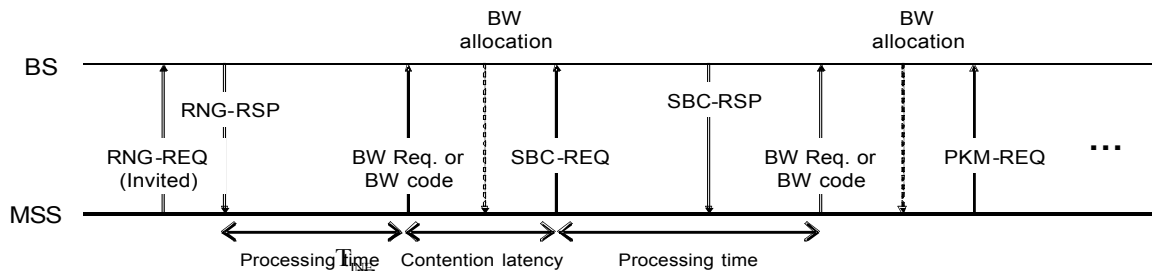 BW
allocation
BW
allocation
BS
RNG-RSP
SBC-RSP
RNG-REQ
(Invited)
BW Req. or
BW code
SBC-REQ
BW Req. or
BW code
PKM-REQ
...
MSS
Processing time
Contention latency
Processing time